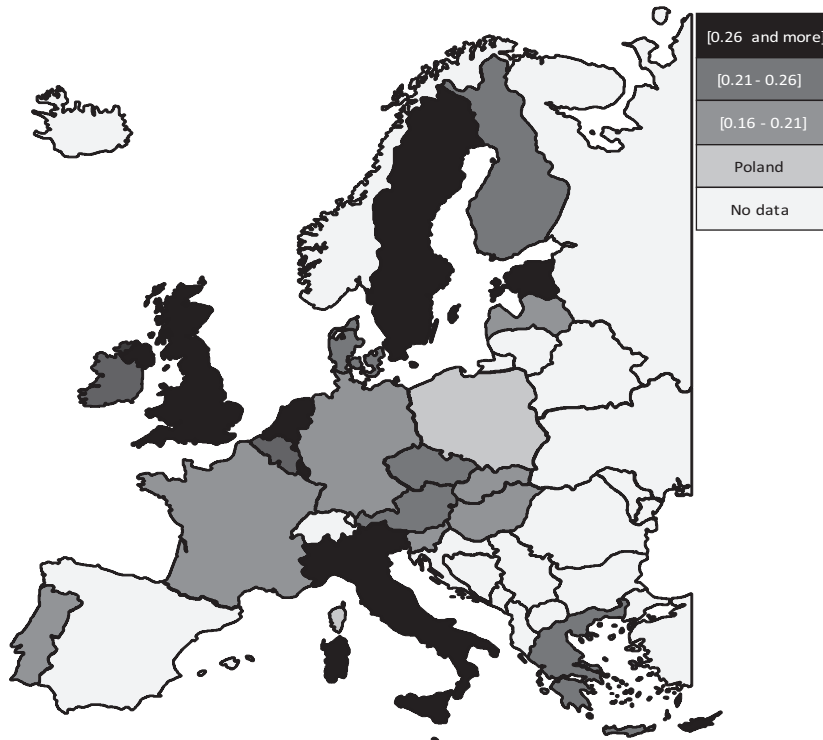 [0.26 and more]
[0.21 - 0.26]
[0.16 - 0.21]
Poland
No data